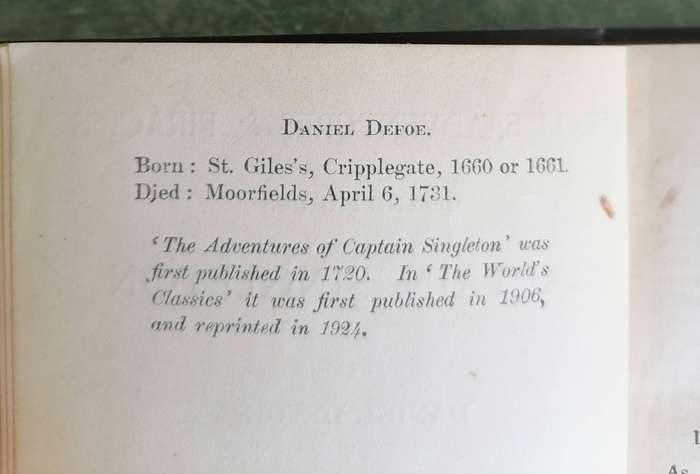 DANIEL DEFOE.
Born : St. Giles's, Cripplegate, 1660 or 1661.
Died : Moorfields, April 6, 1731.
‘The Adventures of Captain Singleton’ was
first published in 1720. In ‘The World’s
Classics’ it was first published in 1906,
and reprinted in 1924.
As